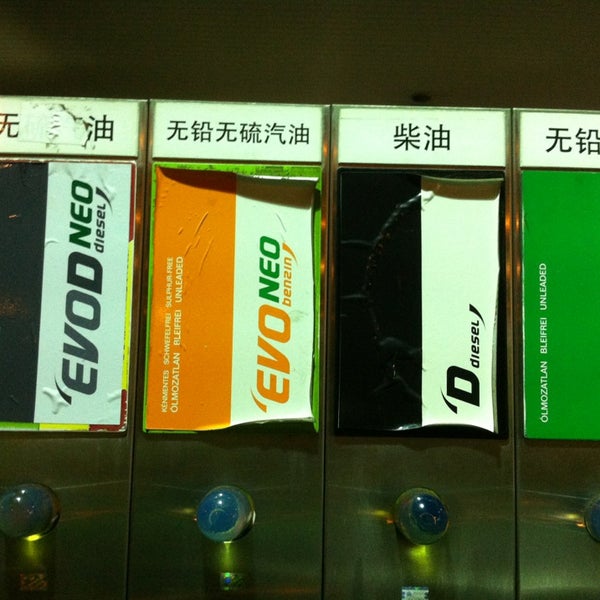 无
油
EVOD NEO
diesel
无铅无硫汽油
KÉNMENTES SCHWEFELFREI SULPHUR-FREE
ÓLMOZATLAN BLEIFREI UNLEADED
EVO NEO
benzin
柴油
D diesel
无铅
ÓLMOZATLAN BLEIFREI UNLEADED